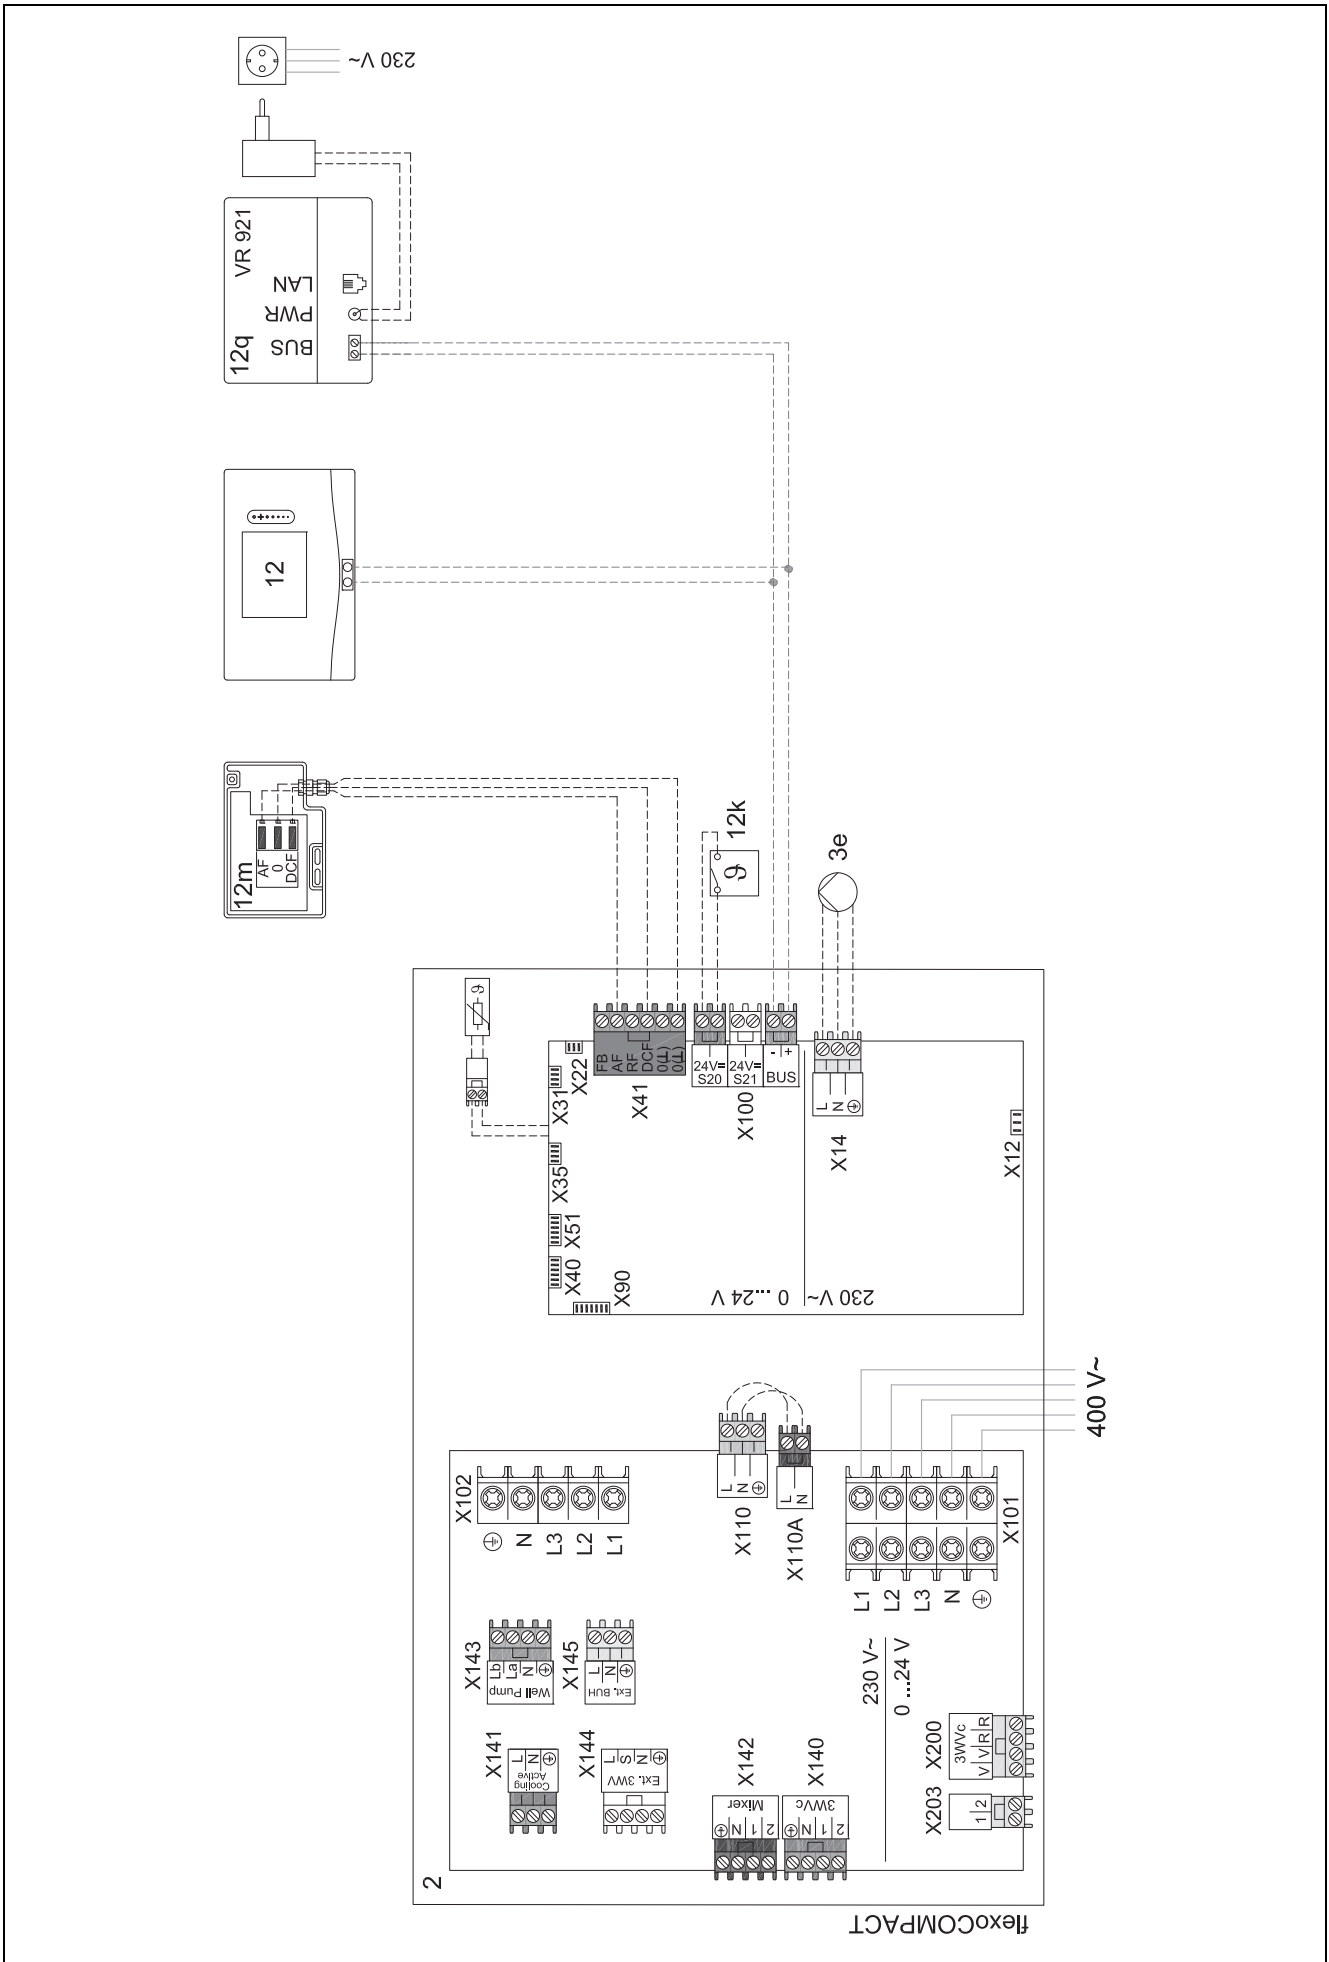 230 V~
VR 921
LAN
PWR
BUS
12q
12
12m
AF
0
DCF
12k
ϑ
3e
ϑ
X22
X31
X35
X51
X40
X90
FB
AF
RF
DCF
0(⊥)
0(⊥)
X41
24V=
S20
24V=
S21
- +
BUS
X100
L
N
X14
X12
0...24 V
230 V~
400 V~
X102
N
L3
L2
L1
L
N
X110
L
N
X110A
X101
L1
L2
L3
N
X143
Lb
La
N
Well Pump
X145
L
N
Ext. BUH
X141
L
N
Cooling
Active
X144
L
S
N
Ext. 3WV
X142
Mixer
N 1 2
X140
3WVc
N 1 2
230 V~
0 ...24 V
X200
3WVc
V V R R
X203
1 2
2
flexoCOMPACT